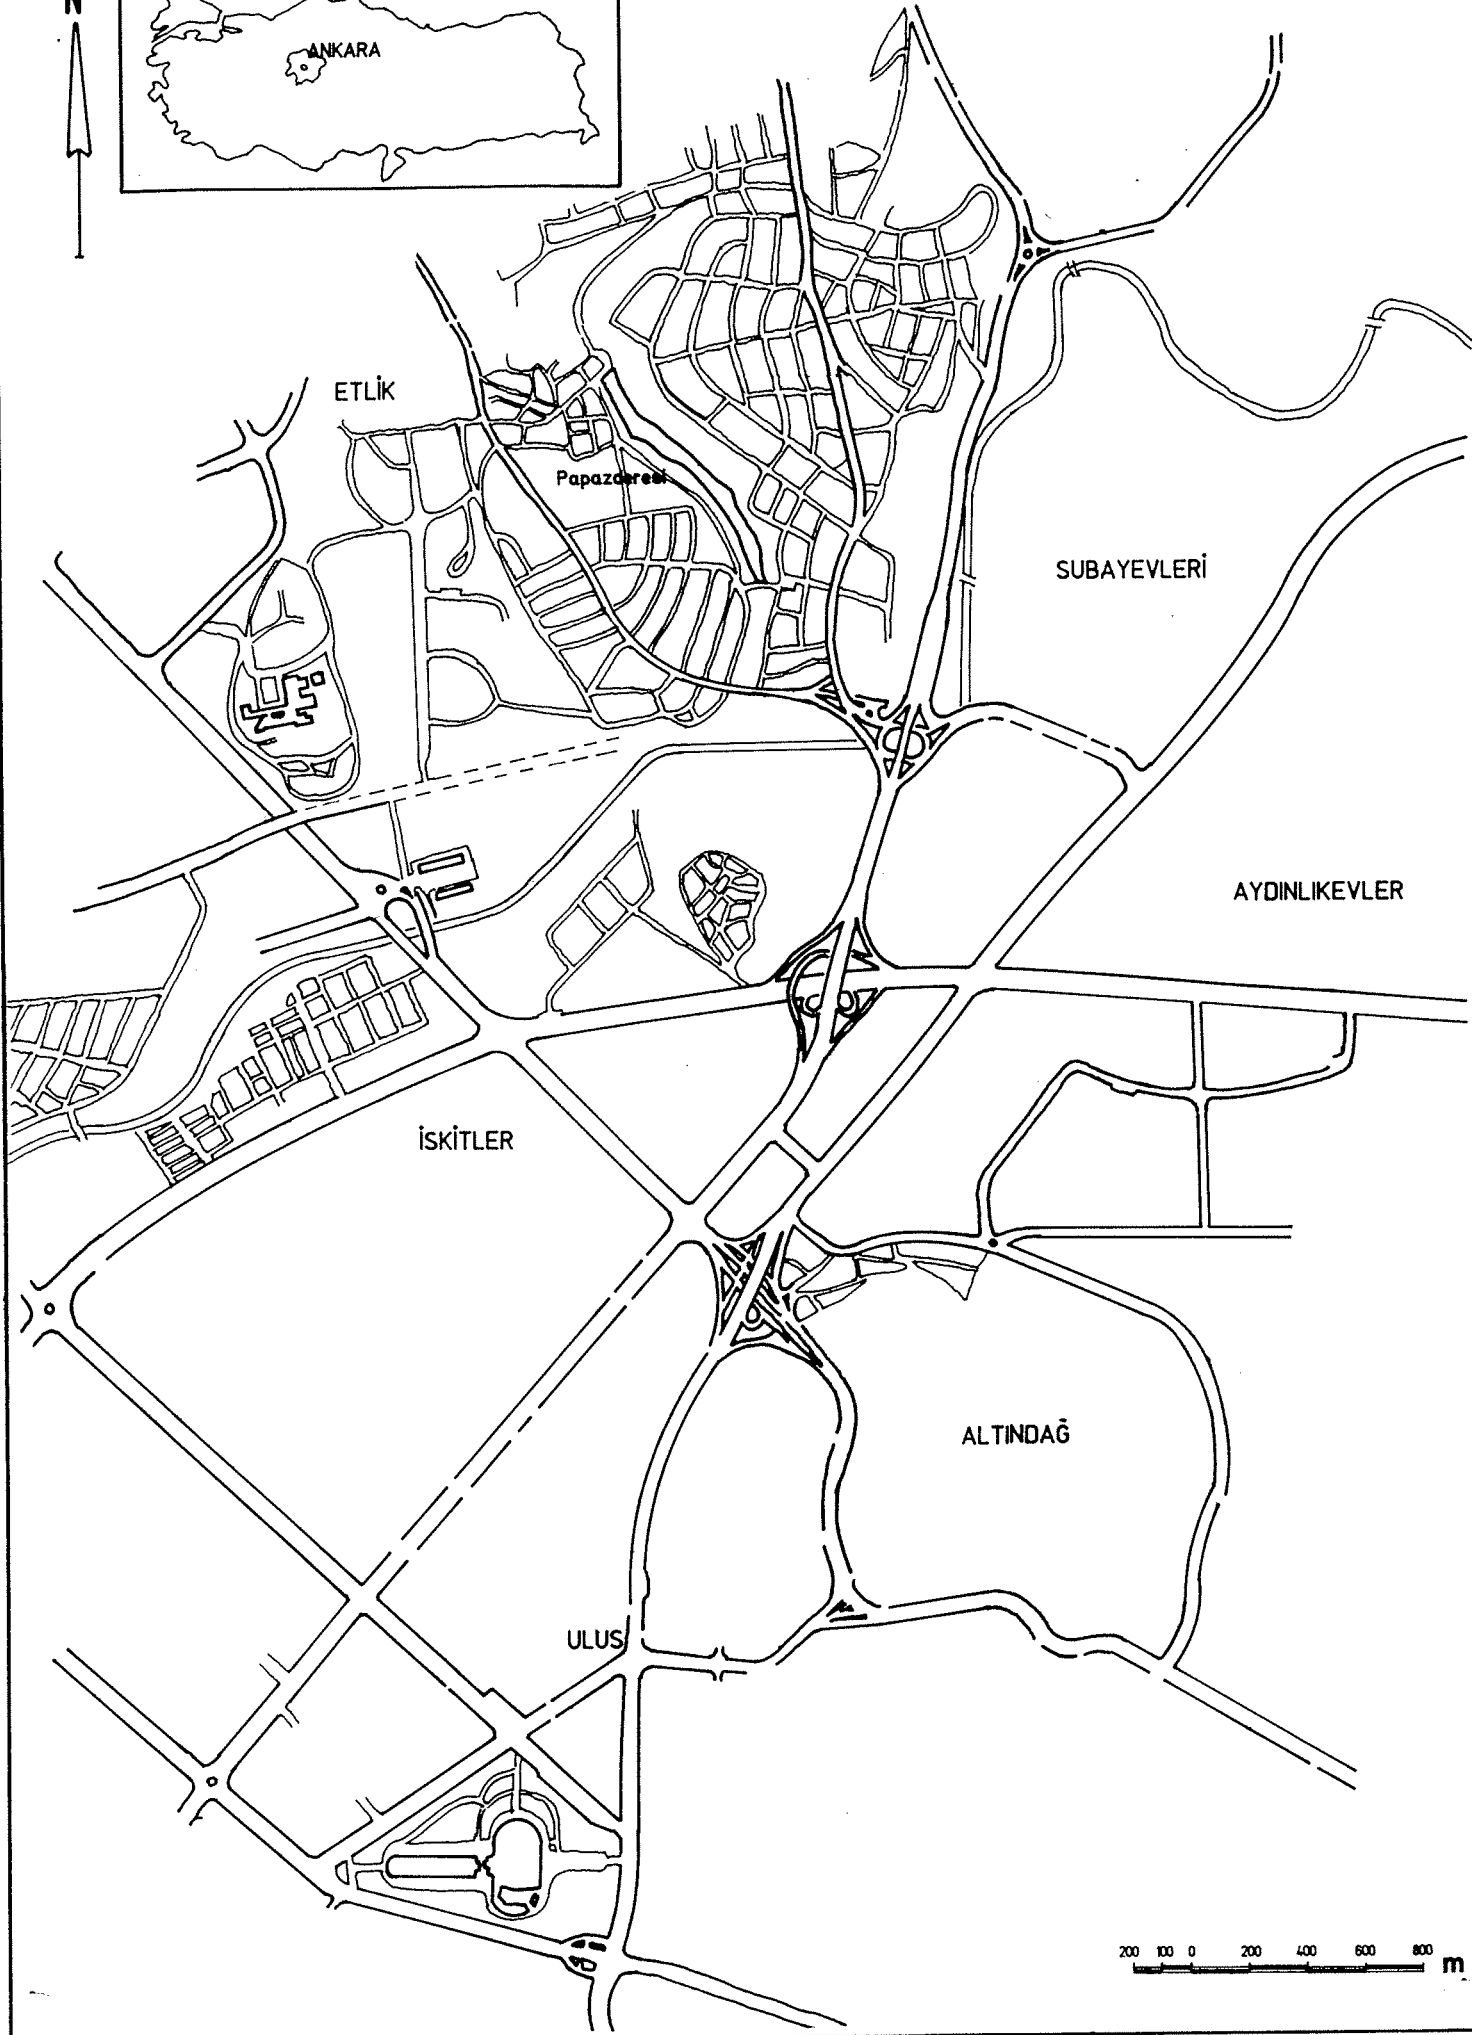 N
ANKARA
ETLİK
Papazderesi
SUBAYEVLERİ
AYDINLIKEVLER
İSKİTLER
ALTINDAĞ
ULUS
200 100 0 200 400 600 800 m